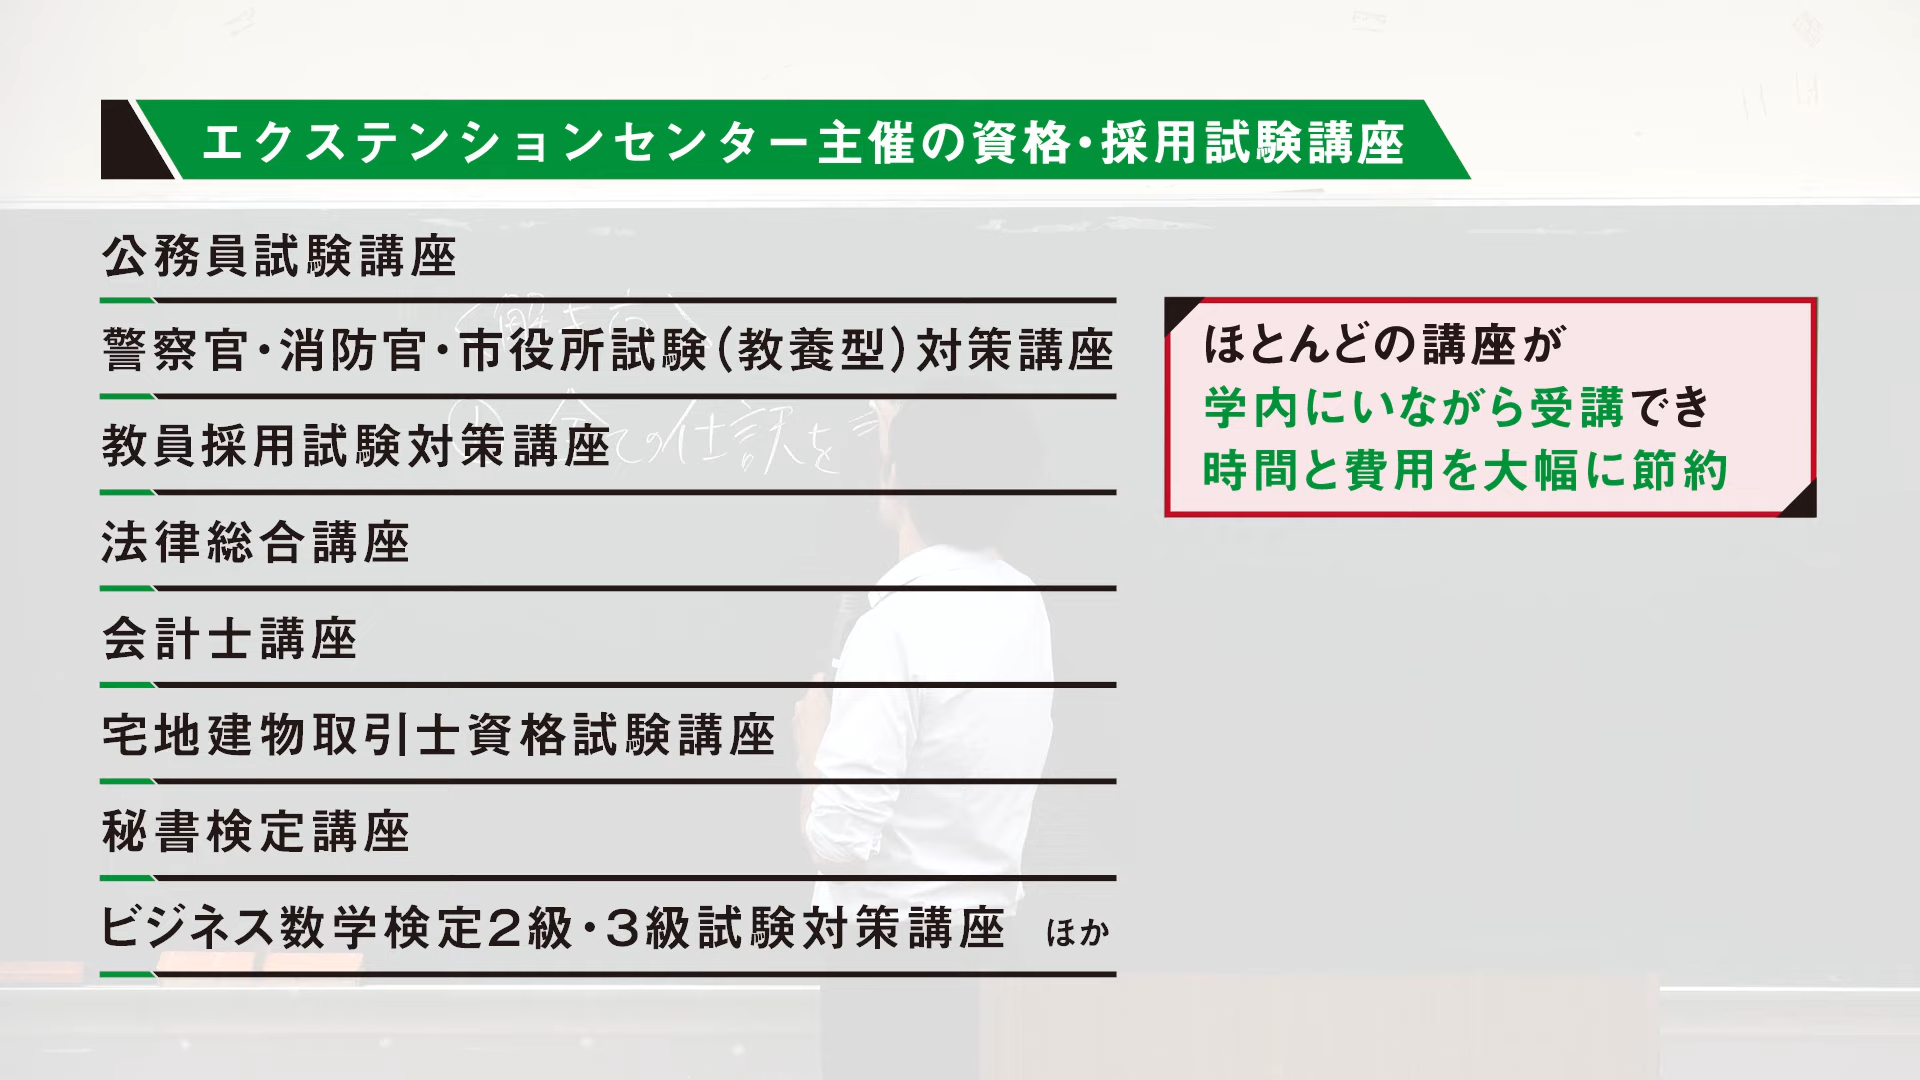 エクステンションセンター主催の資格・採用試験講座
公務員試験講座
警察官・消防官・市役所試験(教養型)対策講座
教員採用試験対策講座
法律総合講座
会計士講座
宅地建物取引士資格試験講座
秘書検定講座
ビジネス数学検定2級・3級試験対策講座 ほか
ほとんどの講座が
学内にいながら受講でき
時間と費用を大幅に節約